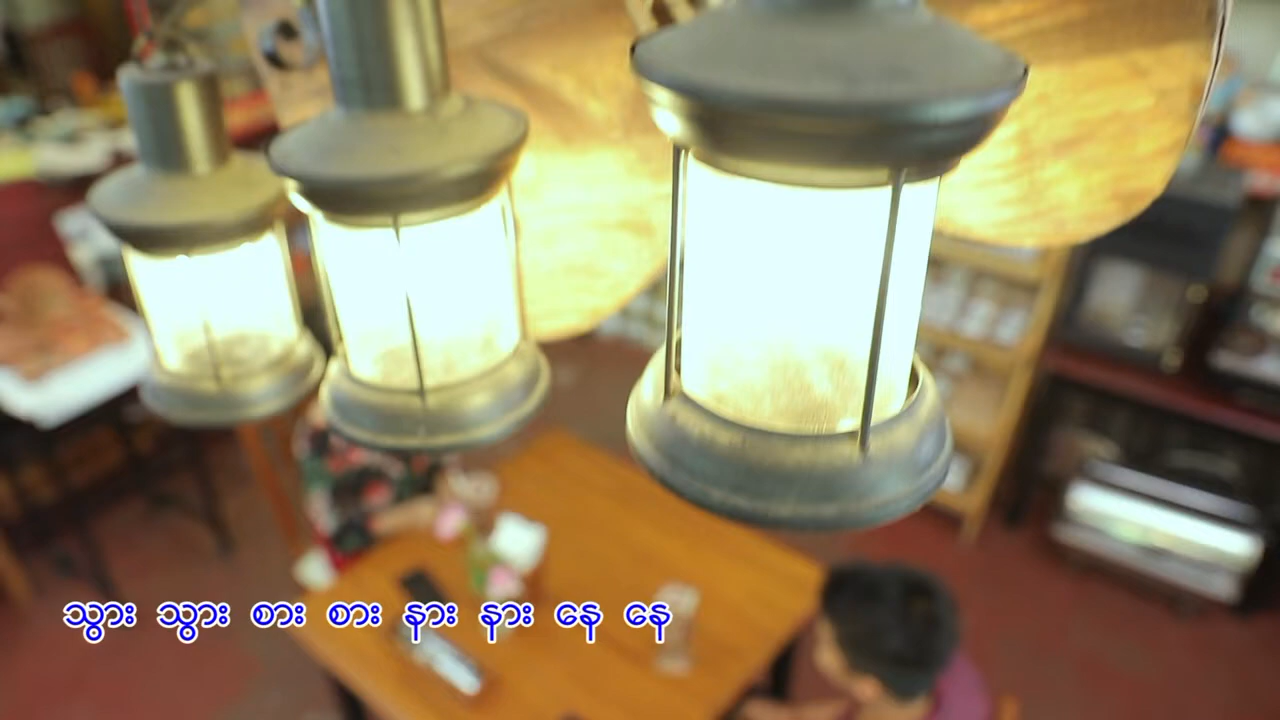 သွား သွား စား စား နား နား နေ နေ